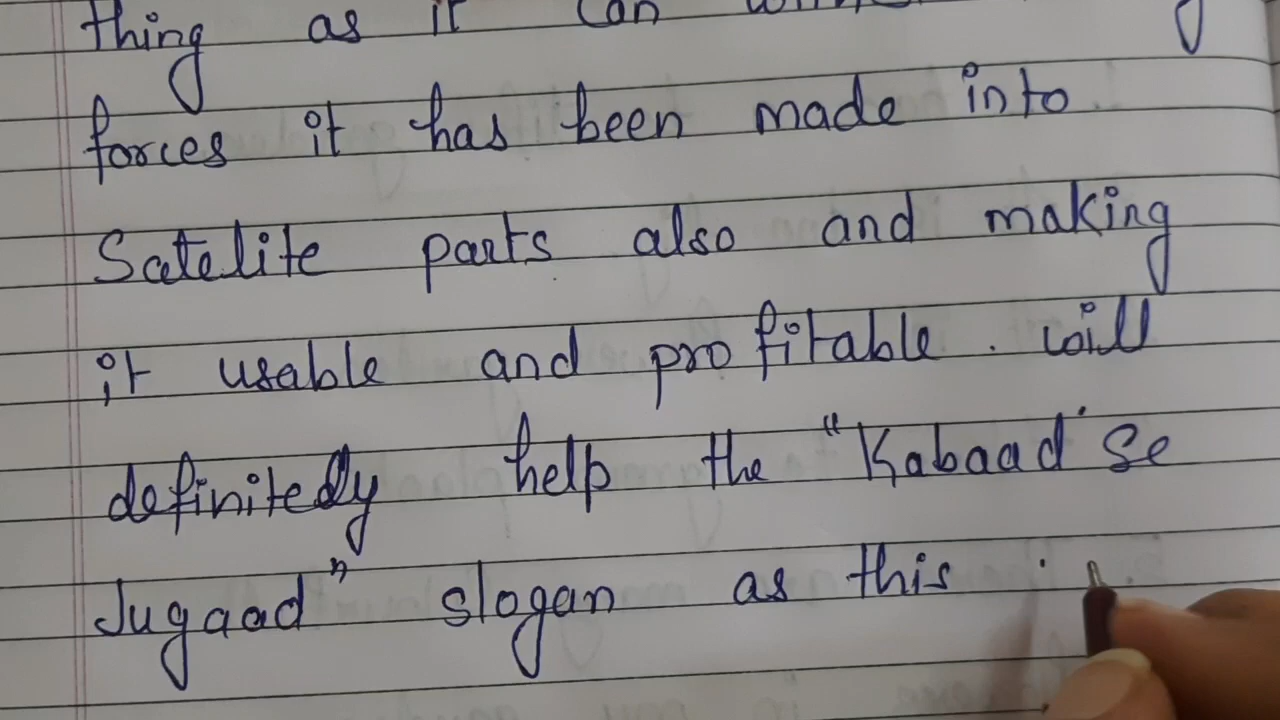 thing as it can
forces it has been made into
Satelite parts also and making
it usable and profitable. will
definitedly help the "Kabaad se
Jugaad" slogan as this